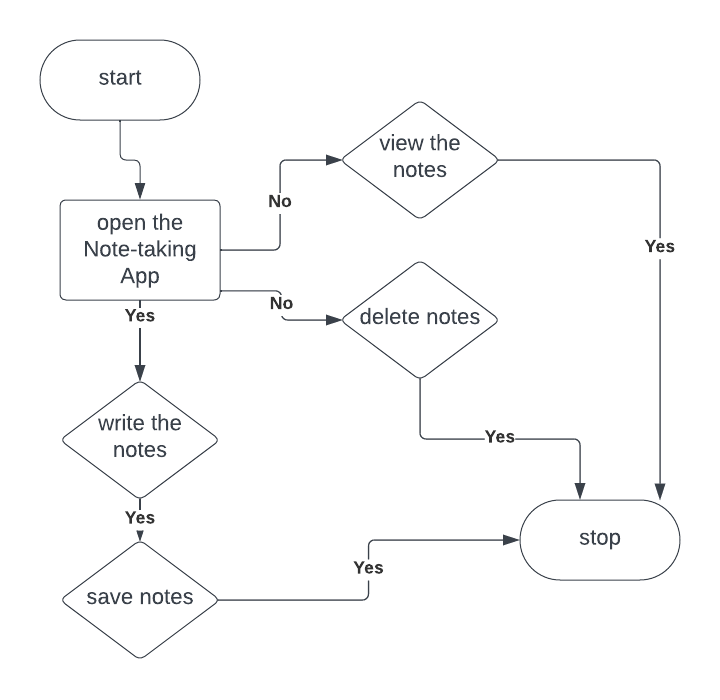 start
view the
notes
No
open the
Note-taking
App
Yes
No
Yes
delete notes
write the
notes
Yes
Yes
stop
Yes
save notes